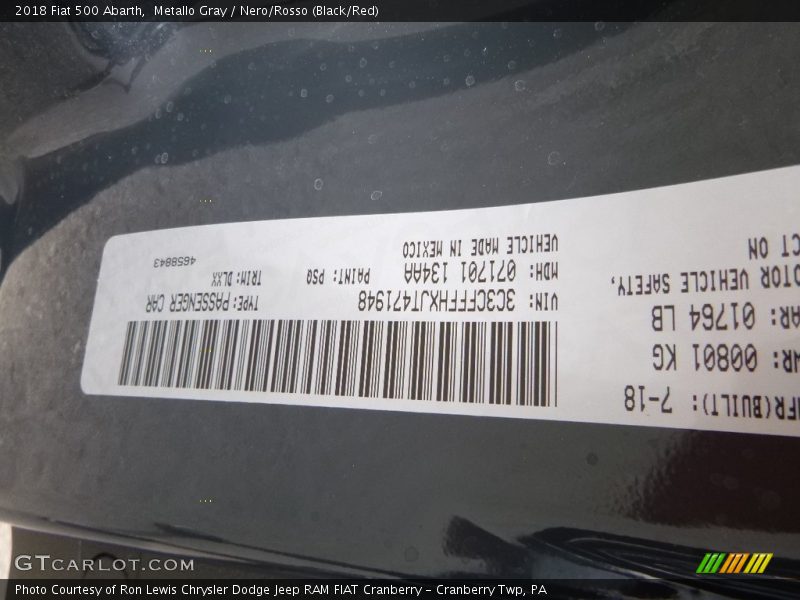 2018 Fiat 500 Abarth, Metallo Gray / Nero/Rosso (Black/Red)
FR(BUILT): 7-18
WR: 00801 KG
AR: 01764 LB
TOR VEHICLE SAFETY,
CT ON
VIN: 3C3CFFFHXJT471948 TYPE: PASSENGER CAR
MDH: 071701 134AA PAINT: PSQ TRIM: DLXX
VEHICLE MADE IN MEXICO 4658843
GTCARLOT.COM
Photo Courtesy of Ron Lewis Chrysler Dodge Jeep RAM FIAT Cranberry - Cranberry Twp, PA